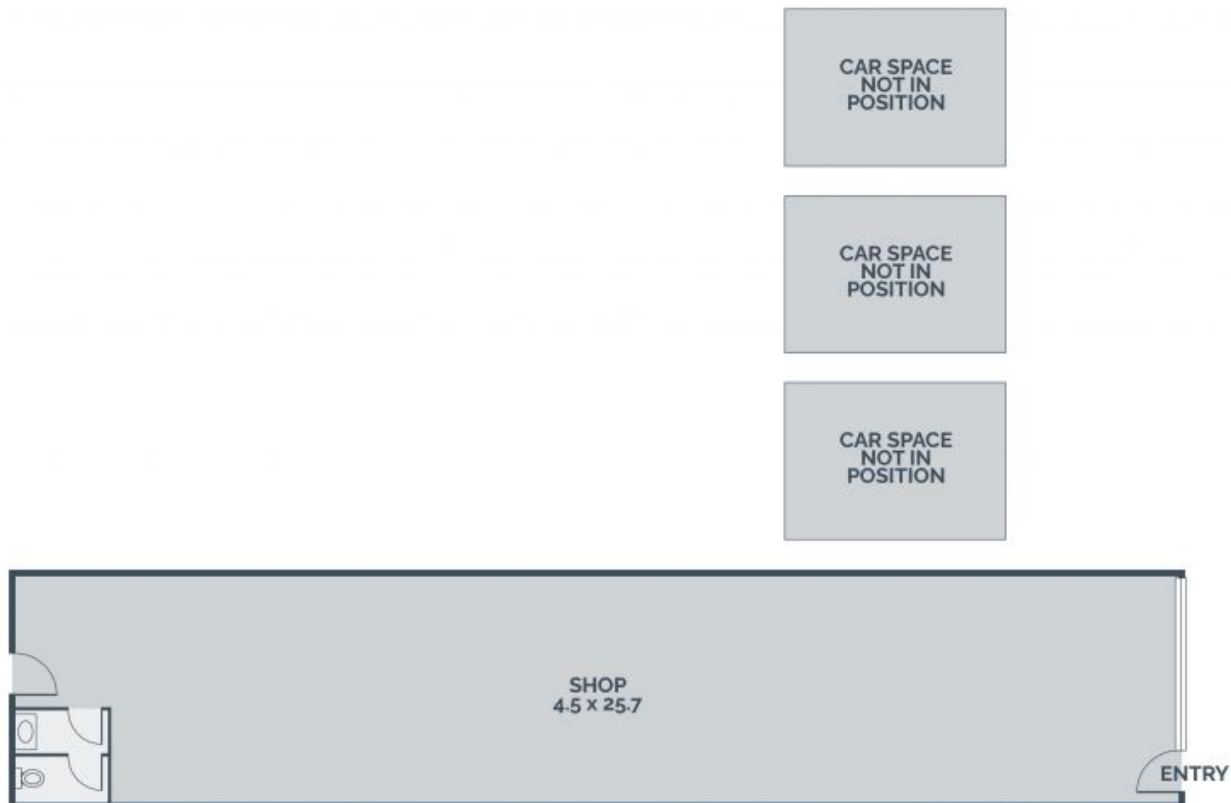 CAR SPACE
NOT IN
POSITION
CAR SPACE
NOT IN
POSITION
CAR SPACE
NOT IN
POSITION
SHOP
4.5 x 25.7
ENTRY